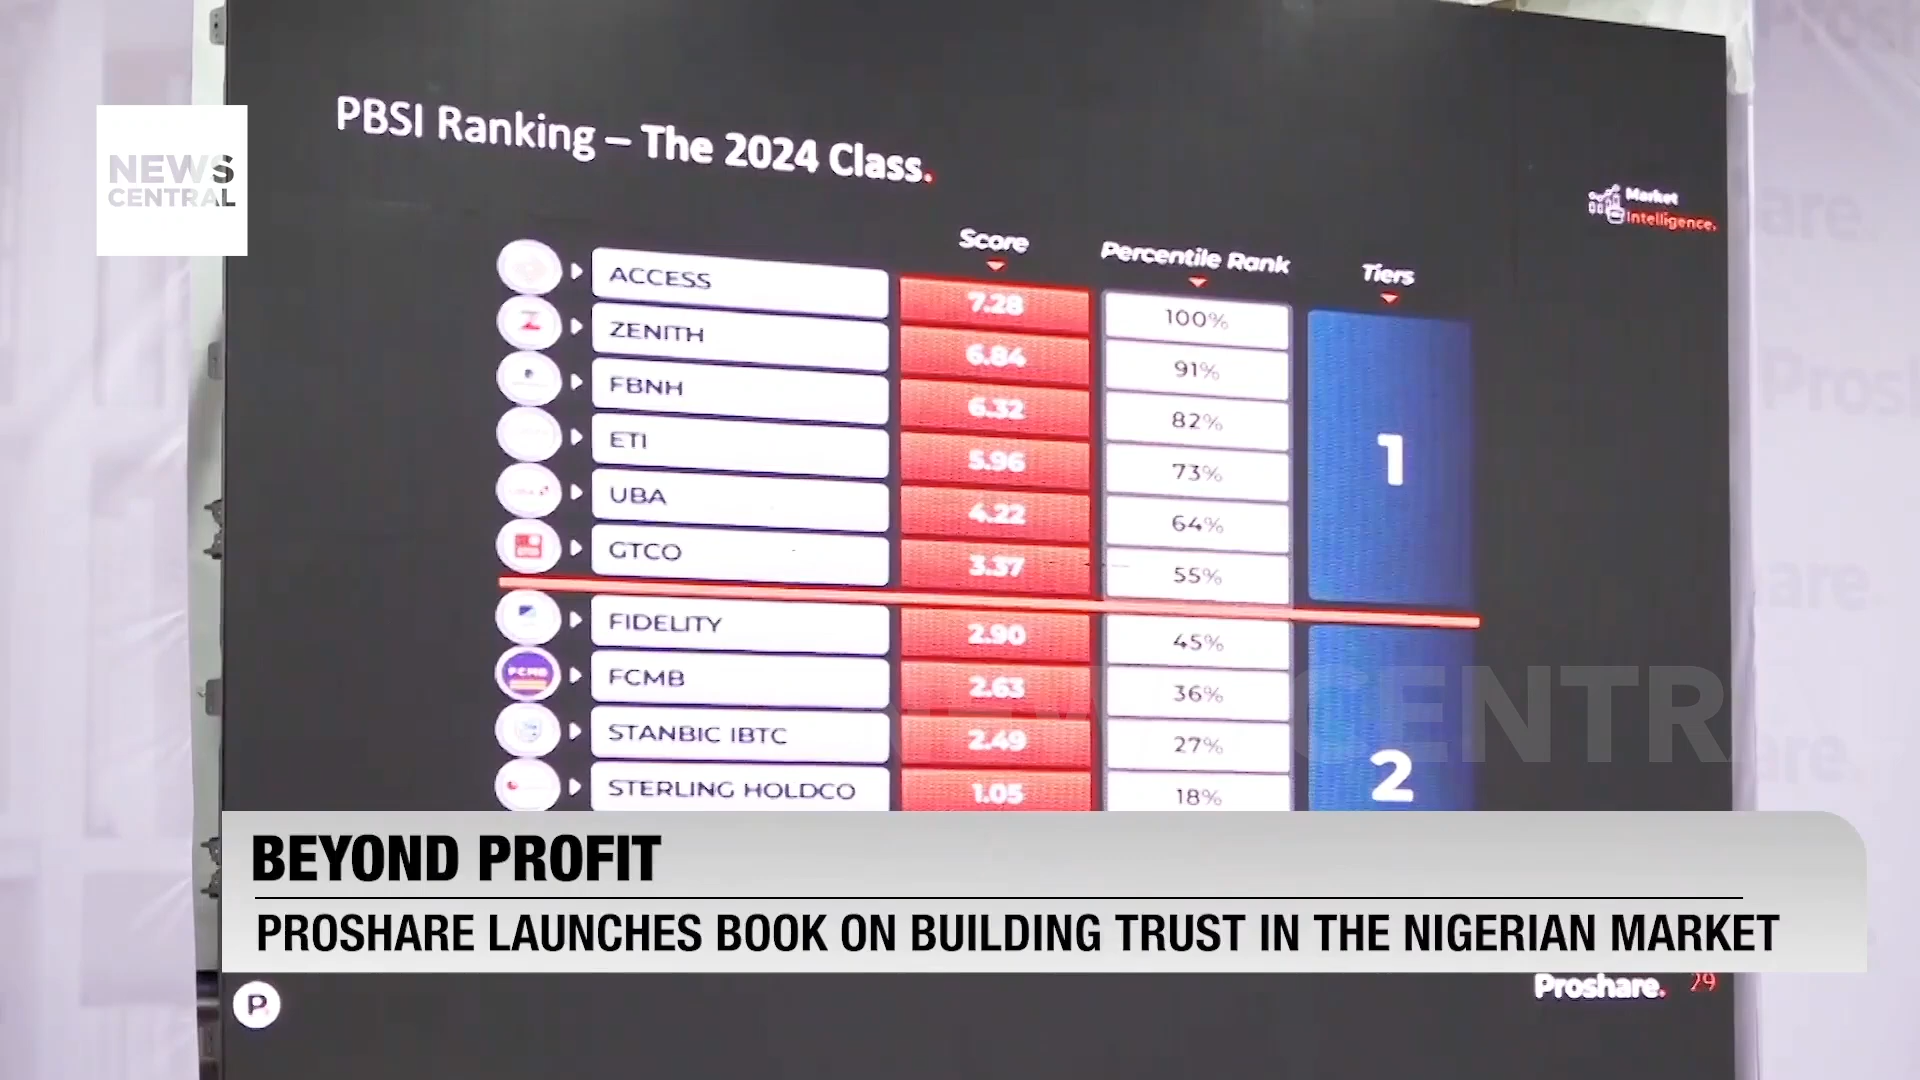 PBSI Ranking – The 2024 Class.
NEWS
CENTRAL
Market
Intelligence.
Score
Percentile Rank
Tiers
ACCESS 7.28 100%
ZENITH 6.84 91%
FBNH 6.32 82%
ETI 5.96 73%
UBA 4.22 64%
GTCO 3.37 55%
1
FIDELITY 2.90 45%
FCMB 2.63 36%
STANBIC IBTC 2.49 27%
STERLING HOLDCO 1.05 18%
2
BEYOND PROFIT
PROSHARE LAUNCHES BOOK ON BUILDING TRUST IN THE NIGERIAN MARKET
P
Proshare. 29